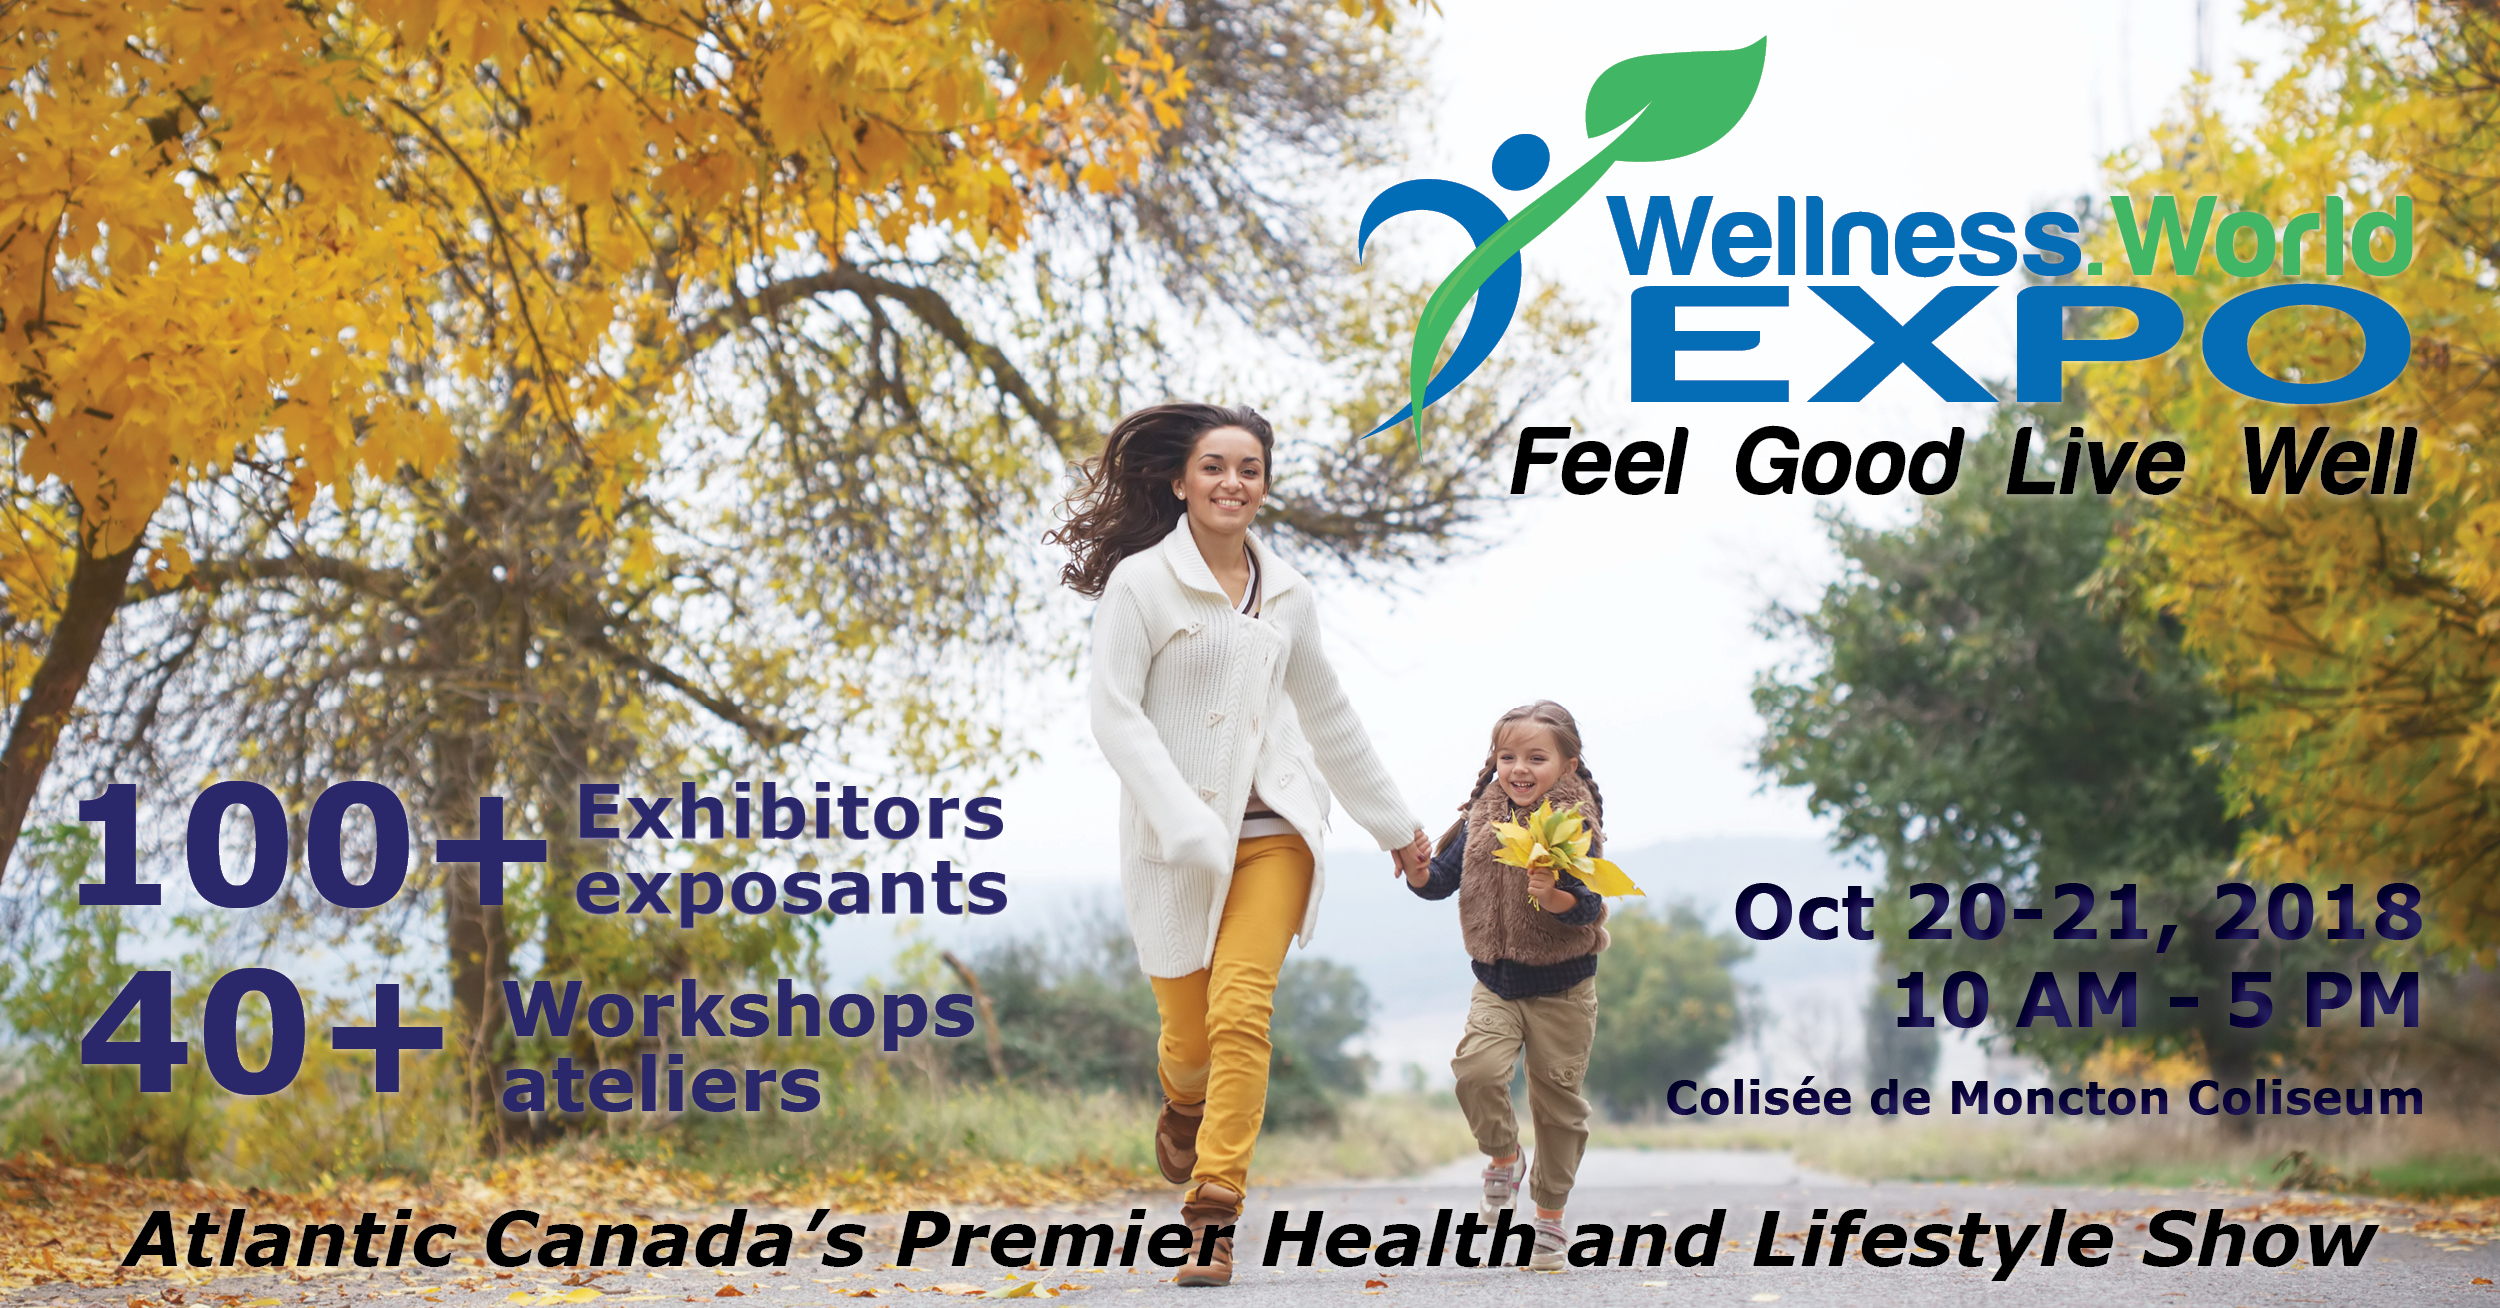 Wellness.World
EXPO
Feel Good Live Well
100+ Exhibitors
exposants
40+ Workshops
ateliers
Oct 20-21, 2018
10 AM - 5 PM
Colisée de Moncton Coliseum
Atlantic Canada’s Premier Health and Lifestyle Show